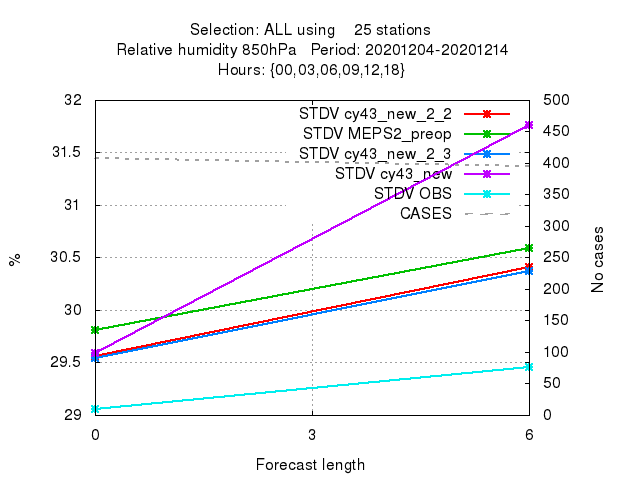 Selection: ALL using 25 stations
Relative humidity 850hPa Period: 20201204-20201214
Hours: {00,03,06,09,12,18}
32
31.5
31
30.5
30
29.5
29
%
500
450
400
350
300
250
200
150
100
50
0
No cases
STDV cy43_new_2_2
STDV MEPS2_preop
STDV cy43_new_2_3
STDV cy43_new
STDV OBS
CASES
0 3 6
Forecast length